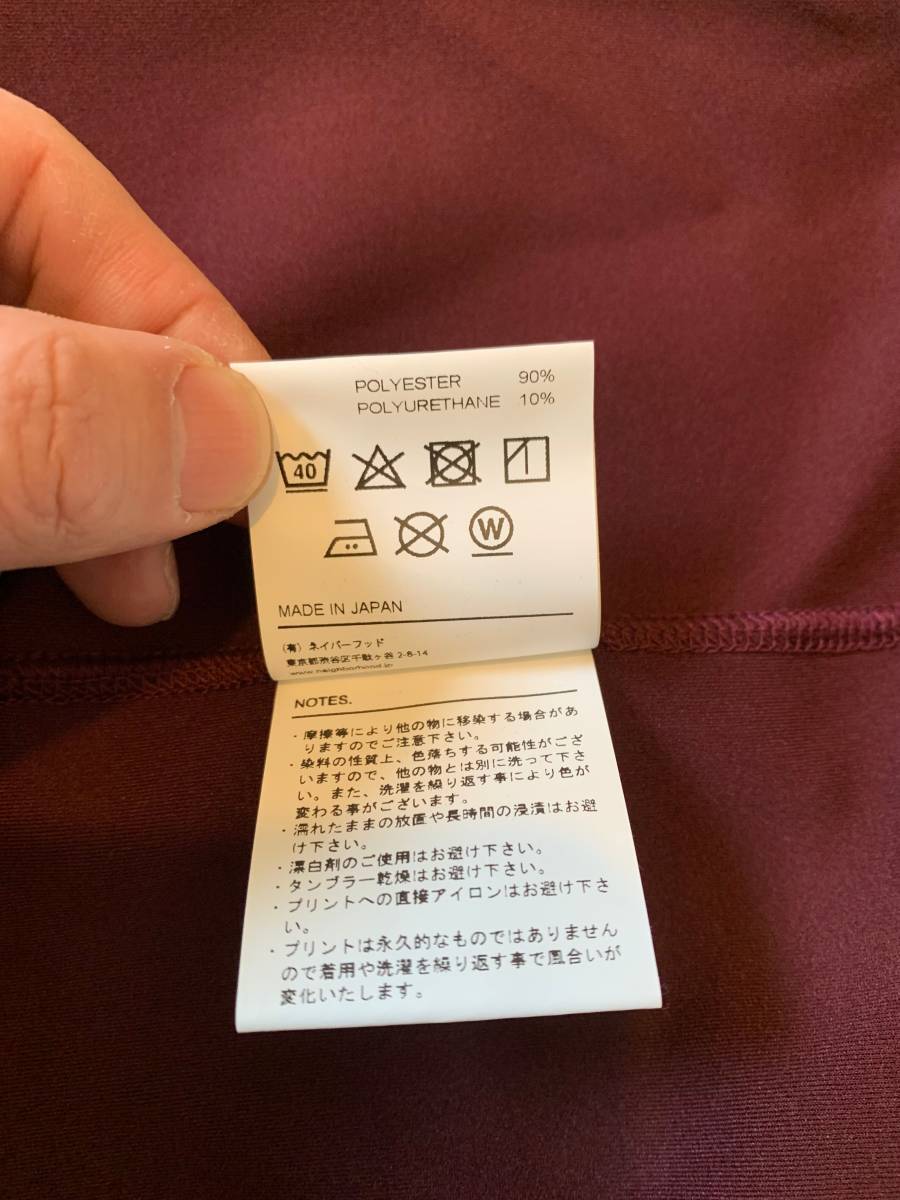 POLYESTER 90%
POLYURETHANE 10%
40
W
MADE IN JAPAN
(有) ネイバーフッド
東京都渋谷区千駄ヶ谷 2-8-14
www.neighborhood.jp
NOTES.
・摩擦等により他の物に移染する場合があ
りますのでご注意下さい。
・染料の性質上、色落ちする可能性がござ
いますので、他の物とは別に洗って下さ
い。また、洗濯を繰り返す事により色が
変わる事がございます。
・濡れたままの放置や長時間の浸漬はお避
け下さい。
・漂白剤のご使用はお避け下さい。
・タンブラー乾燥はお避け下さい。
・プリントへの直接アイロンはお避け下さ
い。
・プリントは永久的なものではありません
ので着用や洗濯を繰り返す事で風合いが
変化いたします。